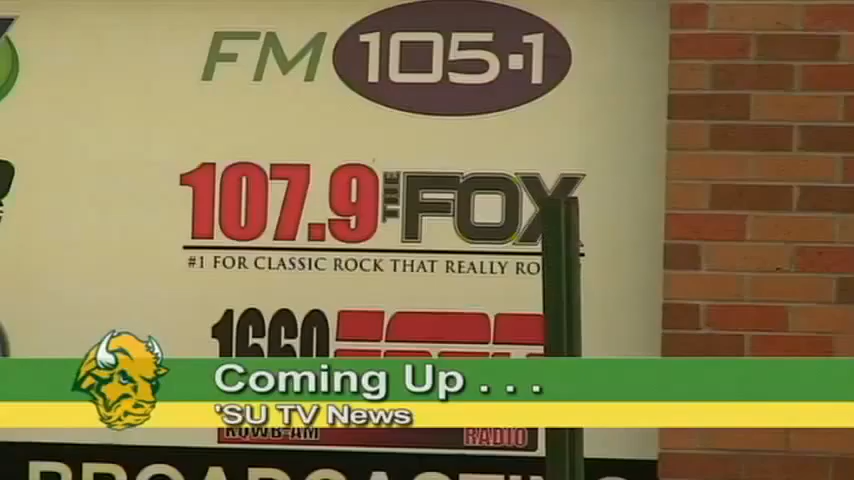 FM 105.1
107.9 THE FOX
#1 FOR CLASSIC ROCK THAT REALLY
1660
Coming Up . . .
'SU TV News
KQWB-AM RADIO